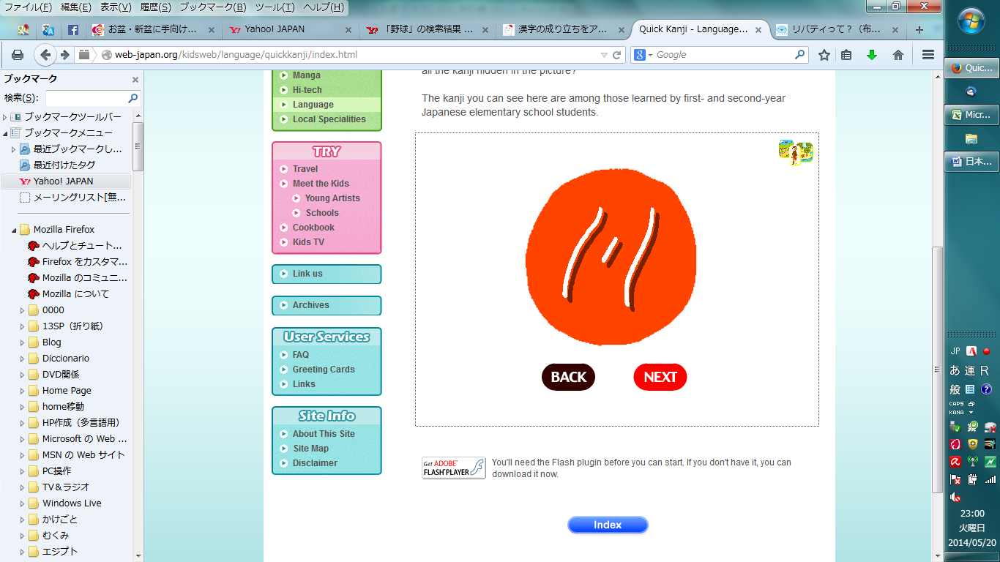 ファイル(F) 編集(E) 表示(V) 履歴(S) ブックマーク(B) ツール(T) ヘルプ(H)
お盆・新盆に手向け... Yahoo! JAPAN 「野球」の検索結果 ... 漢字の成り立ちをア... Quick Kanji - Language... リバティって？（布...
web-japan.org/kidsweb/language/quickkanji/index.html
Google
ブックマーク
検索(S):
ブックマークツールバー
ブックマークメニュー
最近ブックマークし...
最近付けたタグ
Yahoo! JAPAN
メーリングリスト[無...
Mozilla Firefox
ヘルプとチュート...
Firefox をカスタマ...
Mozilla のコミュニ...
Mozilla について
0000
13SP（折り紙）
Blog
Diccionario
DVD関係
Home Page
home移動
HP作成（多言語用）
Microsoft の Web ...
MSN の Web サイト
PC操作
TV＆ラジオ
Windows Live
かけごと
むくみ
エジプト
Manga
Hi-tech
Language
Local Specialities
TRY
Travel
Meet the Kids
Young Artists
Schools
Cookbook
Kids TV
Link us
Archives
User Services
FAQ
Greeting Cards
Links
Site Info
About This Site
Site Map
Disclaimer
all the kanji hidden in the picture?
The kanji you can see here are among those learned by first- and second-year
Japanese elementary school students.
BACK NEXT
Get ADOBE FLASH PLAYER
You'll need the Flash plugin before you can start. If you don't have it, you can
download it now.
Index
Quic...
Micr...
日本...
JP
あ 連 R
般
CAPS
KANA
23:00
火曜日
2014/05/20